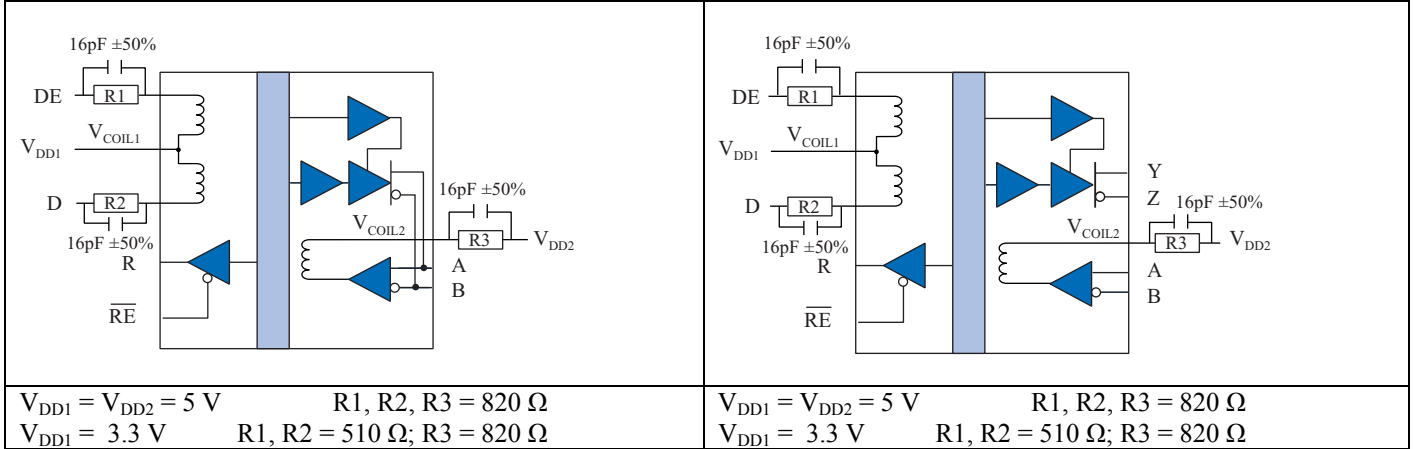 16pF ±50%
DE
R1
V_COIL1
V_DD1
D
R2
16pF ±50%
16pF ±50%
V_COIL2
R3
V_DD2
R
A
B
RE
16pF ±50%
DE
R1
V_COIL1
V_DD1
Y
Z
D
R2
16pF ±50%
16pF ±50%
V_COIL2
R3
V_DD2
R
A
B
RE
V_DD1 = V_DD2 = 5 V R1, R2, R3 = 820 Ω
V_DD1 = 3.3 V R1, R2 = 510 Ω; R3 = 820 Ω
V_DD1 = V_DD2 = 5 V R1, R2, R3 = 820 Ω
V_DD1 = 3.3 V R1, R2 = 510 Ω; R3 = 820 Ω